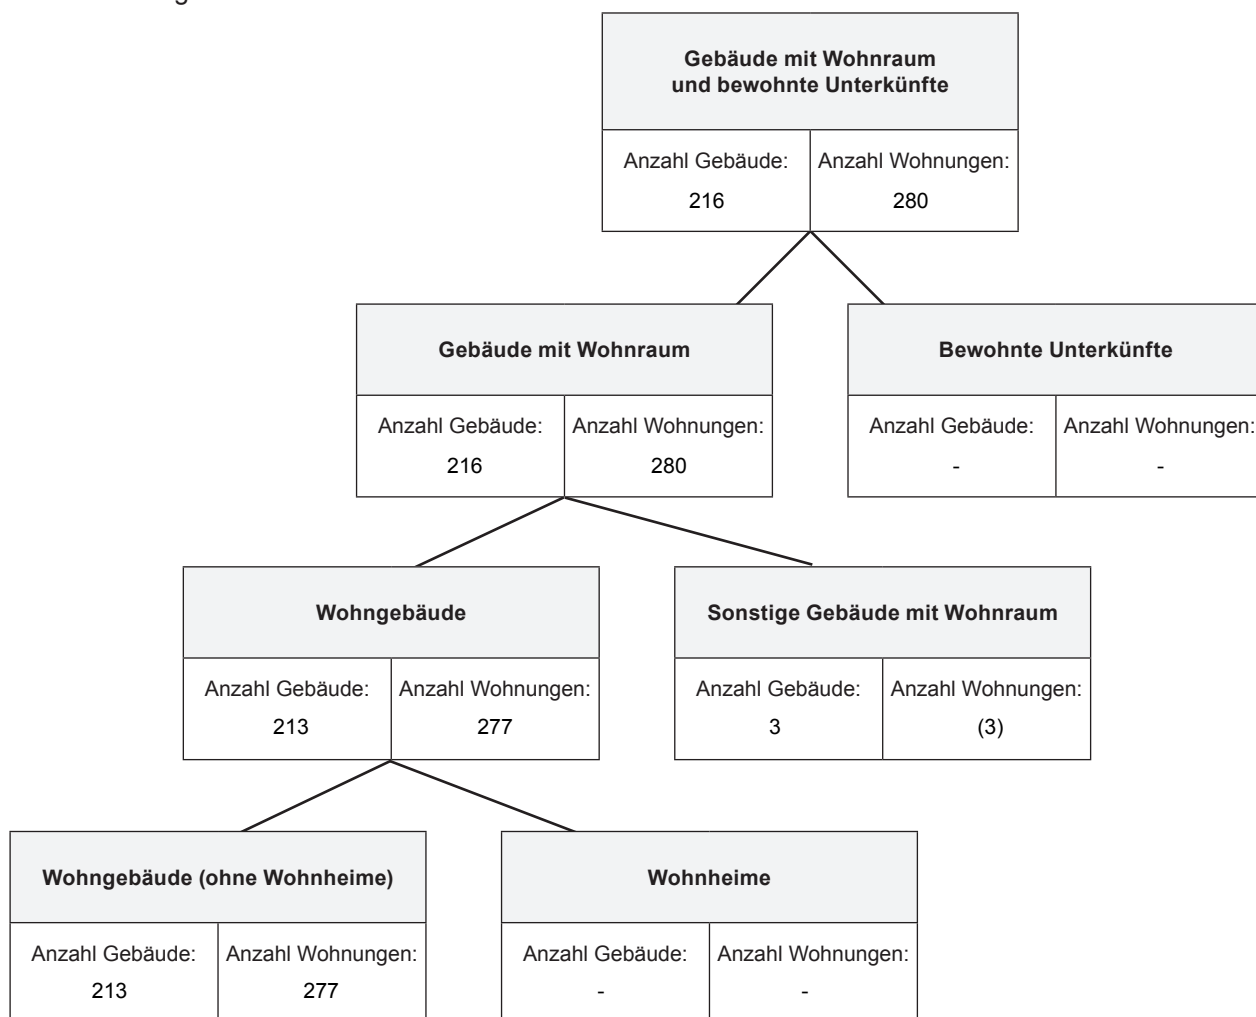 Gebäude mit Wohnraum
und bewohnte Unterkünfte
Anzahl Gebäude: Anzahl Wohnungen:
216 280
Gebäude mit Wohnraum
Bewohnte Unterkünfte
Anzahl Gebäude: Anzahl Wohnungen:
216 280
Anzahl Gebäude: Anzahl Wohnungen:
- -
Wohngebäude
Sonstige Gebäude mit Wohnraum
Anzahl Gebäude: Anzahl Wohnungen:
213 277
Anzahl Gebäude: Anzahl Wohnungen:
3 (3)
Wohngebäude (ohne Wohnheime)
Wohnheime
Anzahl Gebäude: Anzahl Wohnungen:
213 277
Anzahl Gebäude: Anzahl Wohnungen:
- -